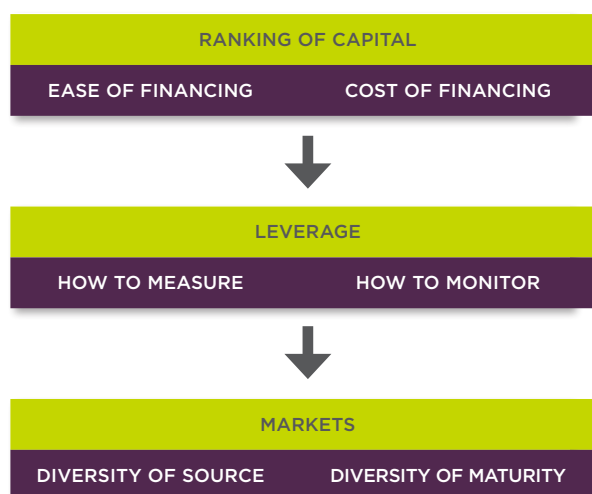 RANKING OF CAPITAL
EASE OF FINANCING COST OF FINANCING
LEVERAGE
HOW TO MEASURE HOW TO MONITOR
MARKETS
DIVERSITY OF SOURCE DIVERSITY OF MATURITY